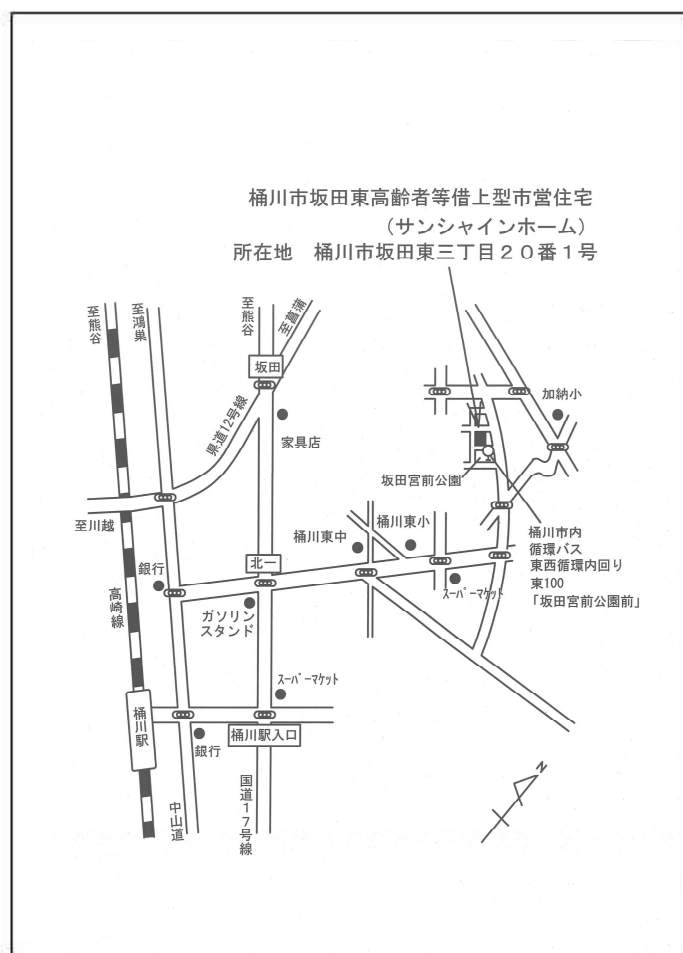 桶川市坂田東高齢者等借上型市営住宅
(サンシャインホーム)
所在地　桶川市坂田東三丁目20番1号
至熊谷
至鴻巣
至熊谷
至菖蒲
坂田
県道12号線
家具店
加納小
坂田宮前公園
至川越
桶川市内
循環バス
東西循環内回り
東100
「坂田宮前公園前」
桶川東中
桶川東小
スーパーマケット
北一
銀行
ガソリン
スタンド
高崎線
スーパーマケット
桶川駅
桶川駅入口
銀行
中山道
国道17号線
N